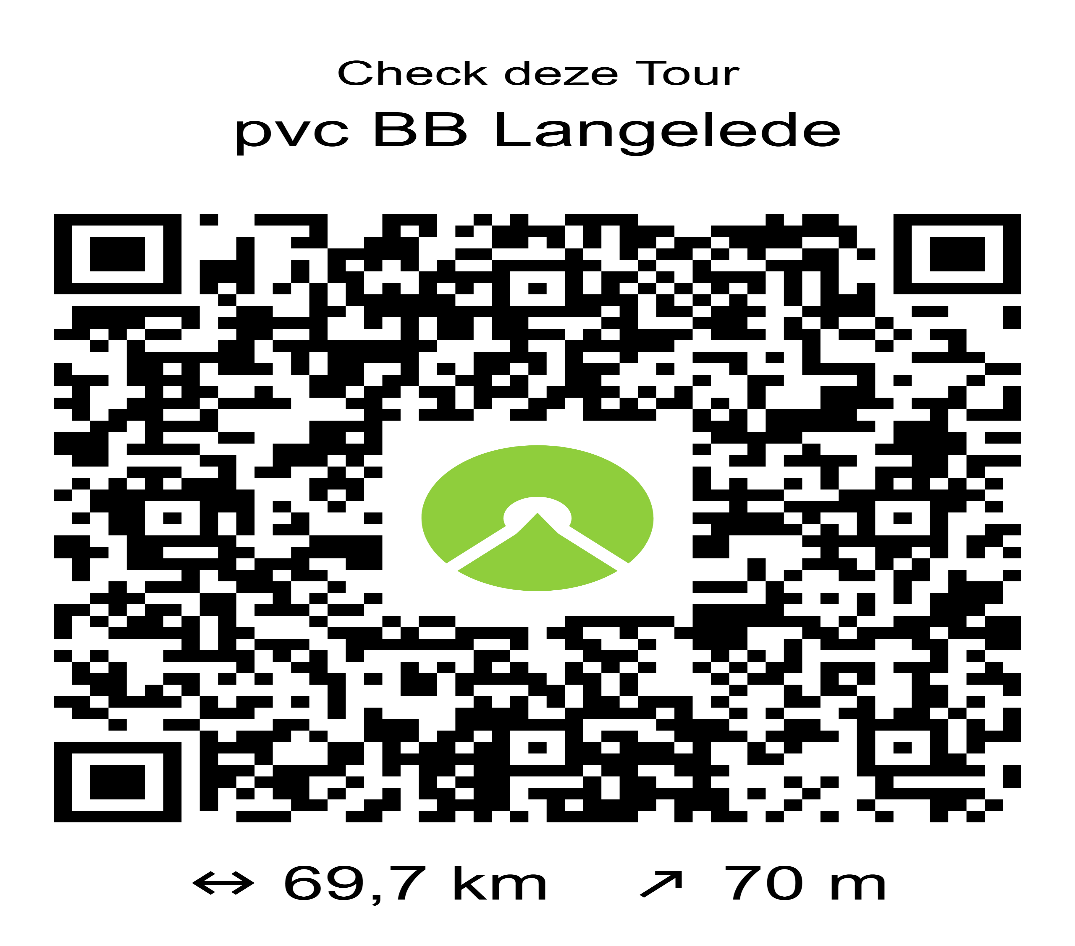 Check deze Tour
pvc BB Langelede
↔ 69,7 km ↗ 70 m